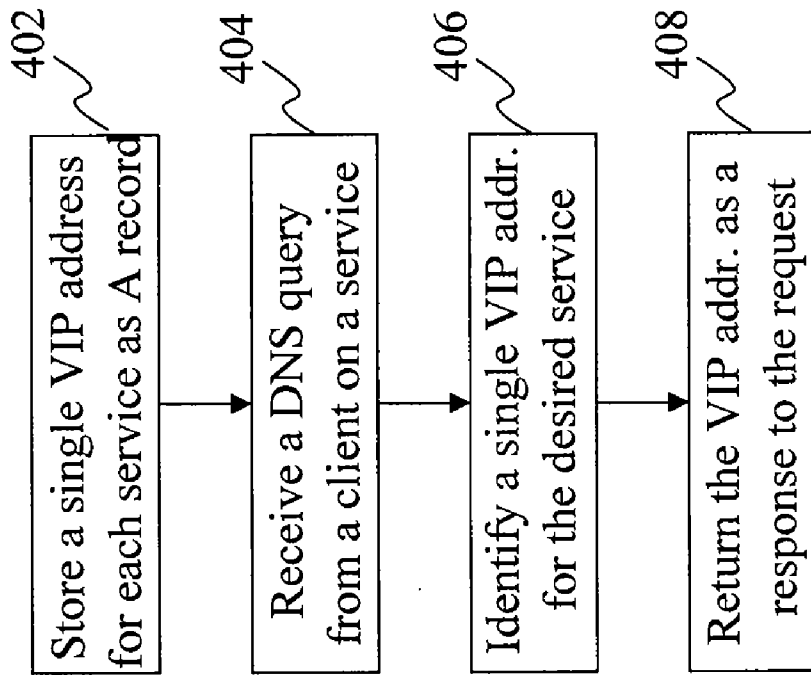 402
Store a single VIP address
for each service as A record
404
Receive a DNS query
from a client on a service
406
Identify a single VIP addr.
for the desired service
408
Return the VIP addr. as a
response to the request